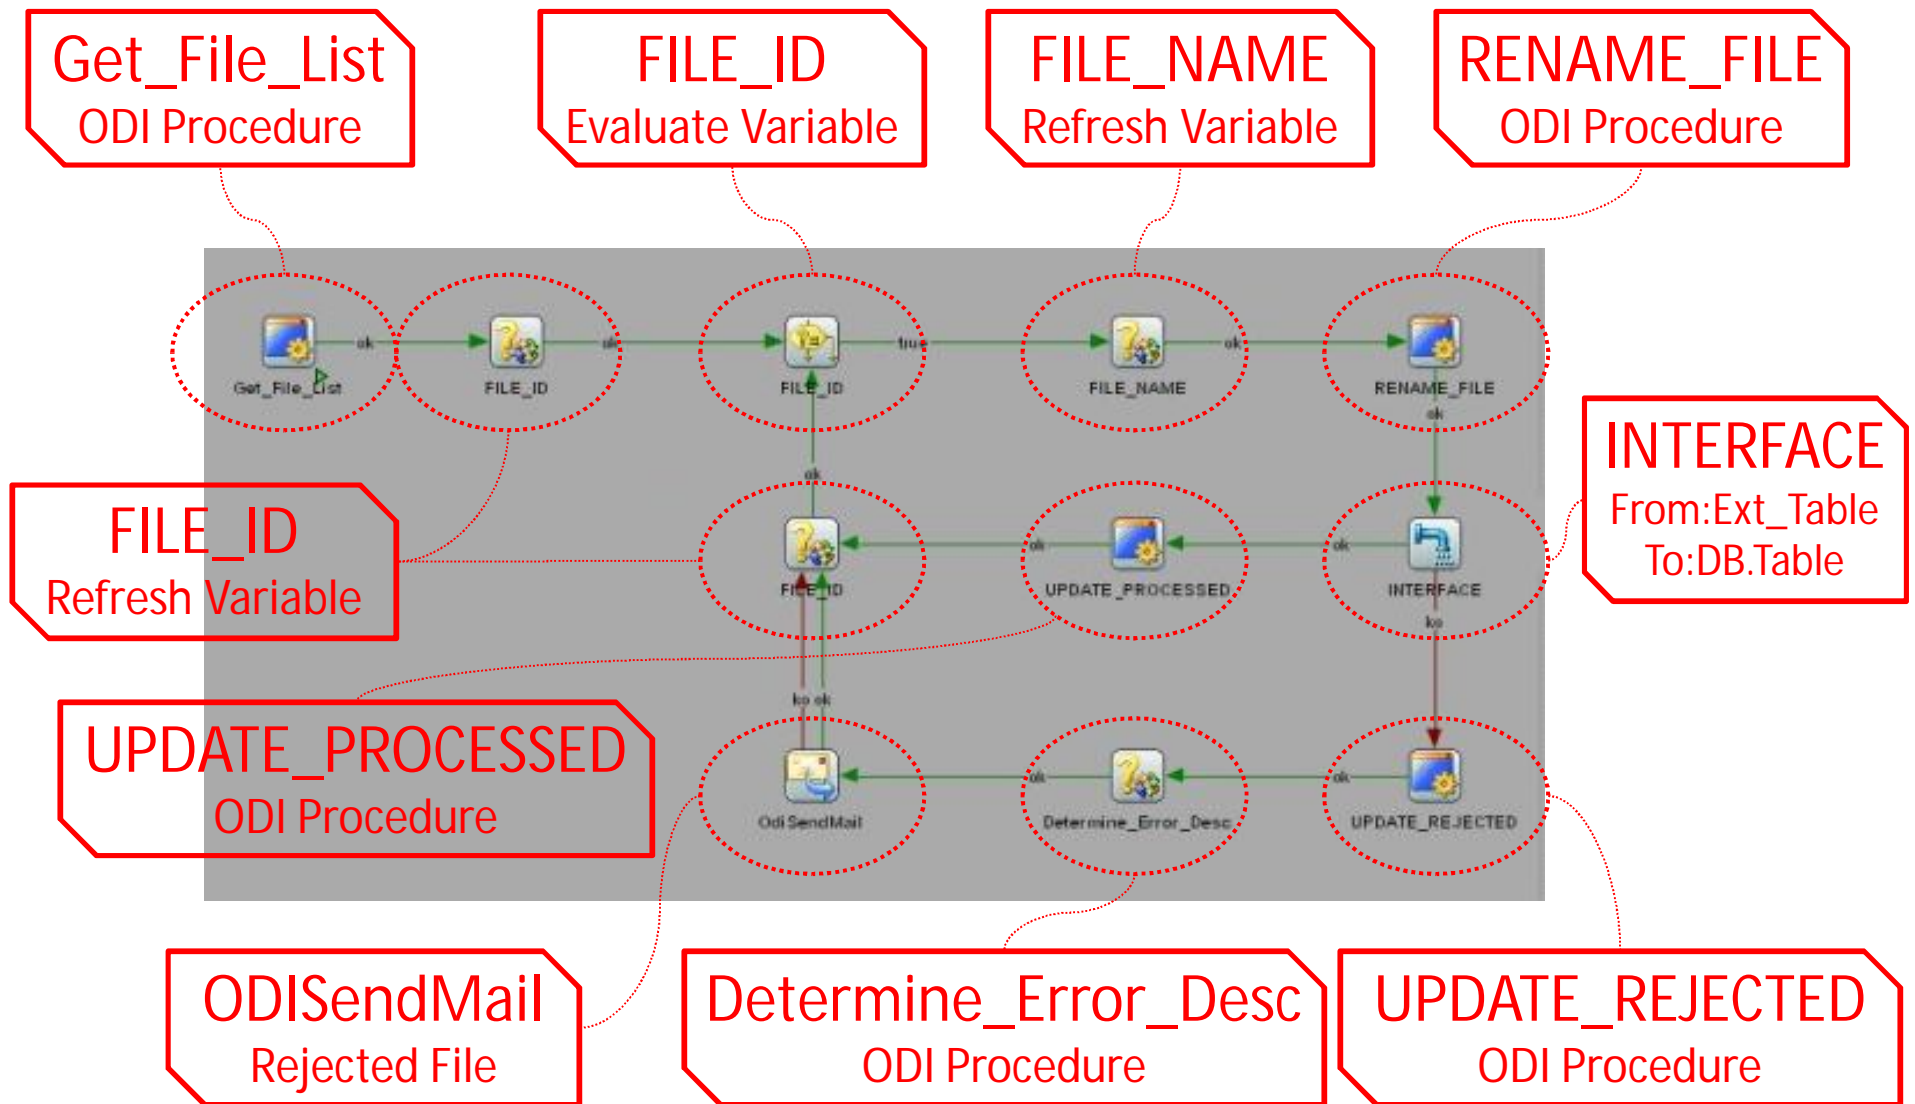 Get_File_List
ODI Procedure
FILE_ID
Evaluate Variable
FILE_NAME
Refresh Variable
RENAME_FILE
ODI Procedure
ok
ok
true
ok
Get_File_List
FILE_ID
FILE_ID
FILE_NAME
RENAME_FILE
ok
INTERFACE
From:Ext_Table
To:DB.Table
ok
FILE_ID
Refresh Variable
ok
ok
FILE_ID
UPDATE_PROCESSED
INTERFACE
ko
ko ok
UPDATE_PROCESSED
ODI Procedure
ok
ok
OdiSendMail
Determine_Error_Desc
UPDATE_REJECTED
ODISendMail
Rejected File
Determine_Error_Desc
ODI Procedure
UPDATE_REJECTED
ODI Procedure